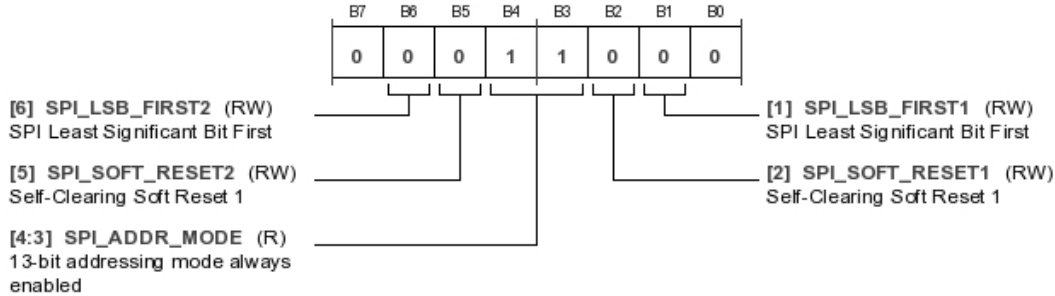 B7 B6 B5 B4 B3 B2 B1 B0
0 0 0 1 1 0 0 0
[6] SPI_LSB_FIRST2 (RW)
SPI Least Significant Bit First
[5] SPI_SOFT_RESET2 (RW)
Self-Clearing Soft Reset 1
[4:3] SPI_ADDR_MODE (R)
13-bit addressing mode always
enabled
[1] SPI_LSB_FIRST1 (RW)
SPI Least Significant Bit First
[2] SPI_SOFT_RESET1 (RW)
Self-Clearing Soft Reset 1